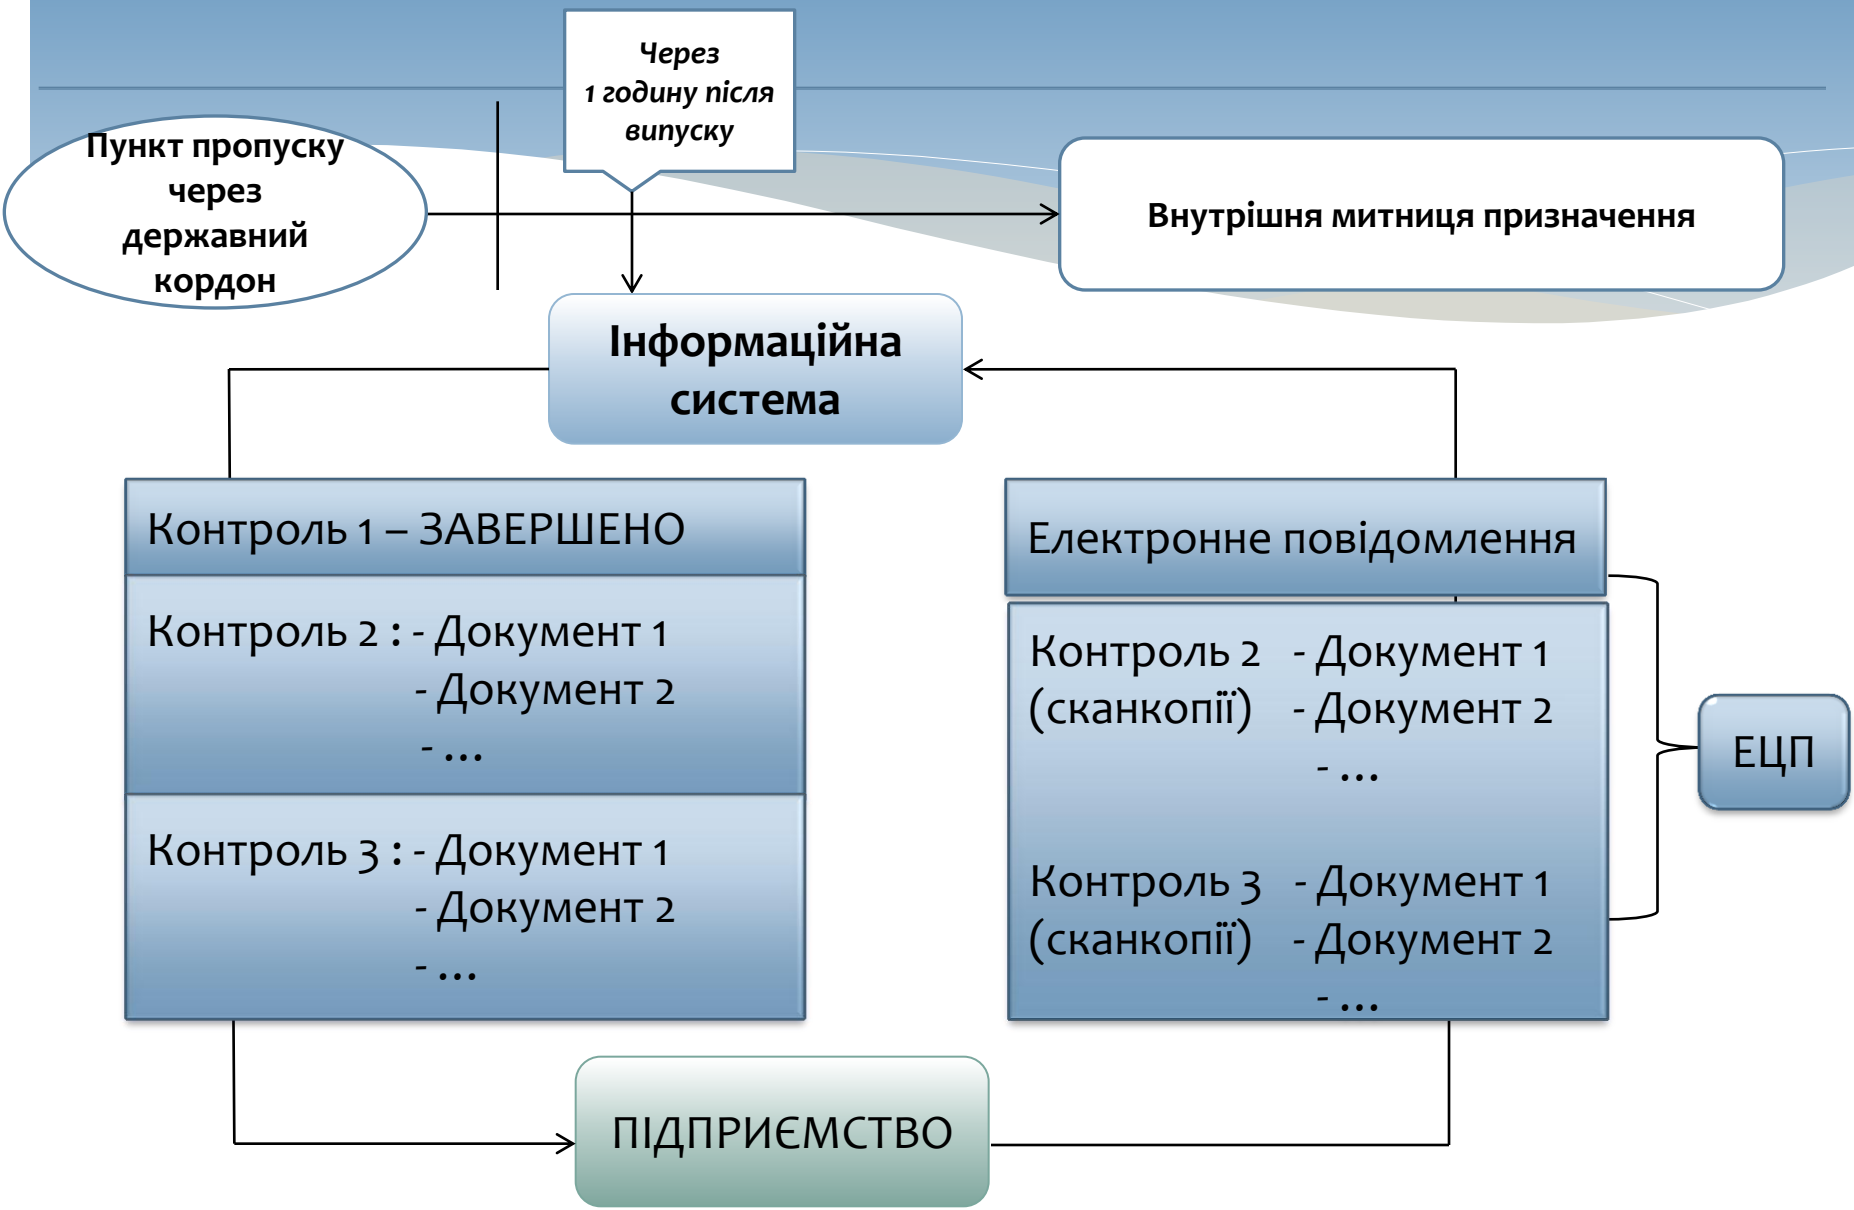 Через
1 годину після
випуску
Пункт пропуску
через
державний
кордон
Внутрішня митниця призначення
Інформаційна
система
Контроль 1 – ЗАВЕРШЕНО
Контроль 2 : - Документ 1
- Документ 2
- ...
Контроль 3 : - Документ 1
- Документ 2
- ...
Електронне повідомлення
Контроль 2 - Документ 1
(сканкопії) - Документ 2
- ...
Контроль 3 - Документ 1
(сканкопії) - Документ 2
- ...
ЕЦП
ПІДПРИЄМСТВО